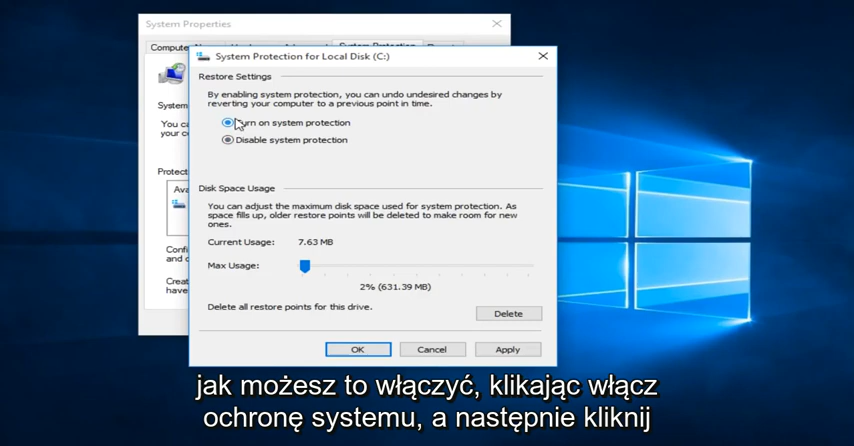 System Properties
System Protection for Local Disk (C:)
Restore Settings
By enabling system protection, you can undo undesired changes by
reverting your computer to a previous point in time.
Turn on system protection
Disable system protection
Disk Space Usage
You can adjust the maximum disk space used for system protection. As
space fills up, older restore points will be deleted to make room for new
ones.
Current Usage: 7.63 MB
Max Usage:
2% (631.39 MB)
Delete all restore points for this drive.
Delete
OK Cancel Apply
jak możesz to włączyć, klikając włącz
ochronę systemu, a następnie kliknij